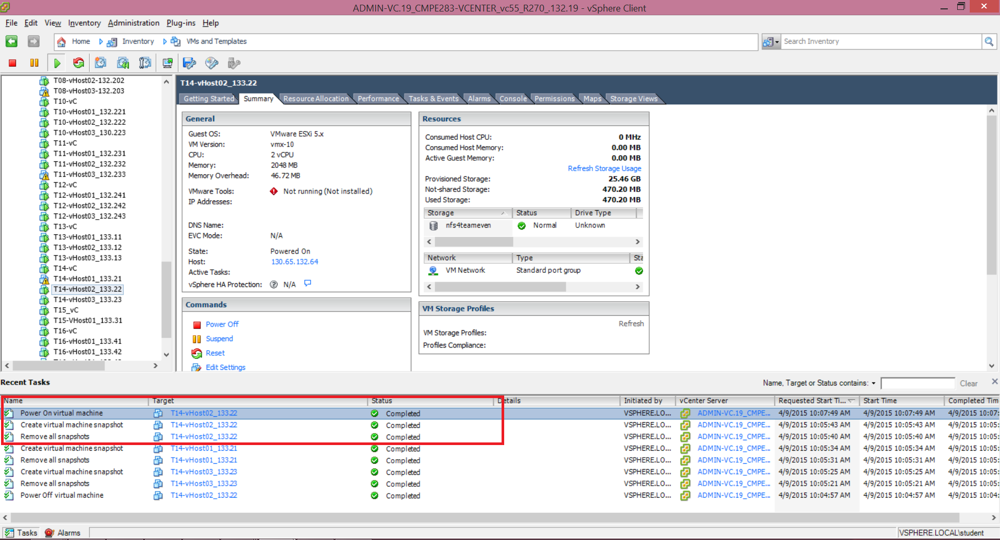 ADMIN-VC.19_CMPE283-VCENTER_vc55_R270_.132.19 - vSphere Client
File Edit View Inventory Administration Plug-ins Help
Home Inventory VMs and Templates Search Inventory
T08-vHost02-132.202
T08-vHost03-132.203
T10-vC
T10-vHost01_132.221
T10-vHost02_132.222
T10-vHost03_130.223
T11-vC
T11-vHost01_132.231
T11-vHost02_132.232
T11-vHost03_132.233
T12-vC
T12-vHost01_132.241
T12-vHost02_132.242
T12-vHost03_132.243
T13-vC
T13-vHost01_133.11
T13-vHost02_133.12
T13-vHost03_133.13
T14-vC
T14-vHost01_133.21
T14-vHost02_133.22
T14-vHost03_133.23
T15_vC
T15-VHost01_133.31
T16-vC
T16-vHost01_133.41
T16-vHost01_133.42
T14-vHost02_133.22
Getting Started Summary Resource Allocation Performance Tasks & Events Alarms Console Permissions Maps Storage Views
General
Guest OS: VMware ESXi 5.x
VM Version: vmx-10
CPU: 2 vCPU
Memory: 2048 MB
Memory Overhead: 46.72 MB
VMware Tools: Not running (Not installed)
IP Addresses:
DNS Name:
EVC Mode: N/A
State: Powered On
Host: 130.65.132.64
Active Tasks:
vSphere HA Protection: N/A
Commands
Power Off
Suspend
Reset
Edit Settings
Resources
Consumed Host CPU: 0 MHz
Consumed Host Memory: 0.00 MB
Active Guest Memory: 0.00 MB
Refresh Storage Usage
Provisioned Storage: 25.46 GB
Not-shared Storage: 470.20 MB
Used Storage: 470.20 MB
Storage Status Drive Type
nfs4teameven Normal Unknown
Network Type Sta
VM Network Standard port group
VM Storage Profiles
Refresh
VM Storage Profiles:
Profiles Compliance:
Recent Tasks Name, Target or Status contains: Clear
Name Target Status Details Initiated by vCenter Server Requested Start Ti... Start Time Completed Tim
Power On virtual machine T14-vHost02_133.22 Completed VSPHERE.LO... ADMIN-VC.19_CMPE... 4/9/2015 10:07:49 AM 4/9/2015 10:07:49 AM 4/9/2015 10:07:
Create virtual machine snapshot T14-vHost02_133.22 Completed VSPHERE.LO... ADMIN-VC.19_CMPE... 4/9/2015 10:05:43 AM 4/9/2015 10:05:43 AM 4/9/2015 10:05:
Remove all snapshots T14-vHost02_133.22 Completed VSPHERE.LO... ADMIN-VC.19_CMPE... 4/9/2015 10:05:40 AM 4/9/2015 10:05:40 AM 4/9/2015 10:05:
Create virtual machine snapshot T14-vHost01_133.21 Completed VSPHERE.LO... ADMIN-VC.19_CMPE... 4/9/2015 10:05:34 AM 4/9/2015 10:05:34 AM 4/9/2015 10:05:
Remove all snapshots T14-vHost01_133.21 Completed VSPHERE.LO... ADMIN-VC.19_CMPE... 4/9/2015 10:05:31 AM 4/9/2015 10:05:31 AM 4/9/2015 10:05:
Create virtual machine snapshot T14-vHost03_133.23 Completed VSPHERE.LO... ADMIN-VC.19_CMPE... 4/9/2015 10:05:25 AM 4/9/2015 10:05:25 AM 4/9/2015 10:05:
Remove all snapshots T14-vHost03_133.23 Completed VSPHERE.LO... ADMIN-VC.19_CMPE... 4/9/2015 10:05:21 AM 4/9/2015 10:05:21 AM 4/9/2015 10:05:
Power Off virtual machine T14-vHost02_133.22 Completed VSPHERE.LO... ADMIN-VC.19_CMPE... 4/9/2015 10:04:57 AM 4/9/2015 10:04:57 AM 4/9/2015 10:04:
Tasks Alarms VSPHERE.LOCAL\student